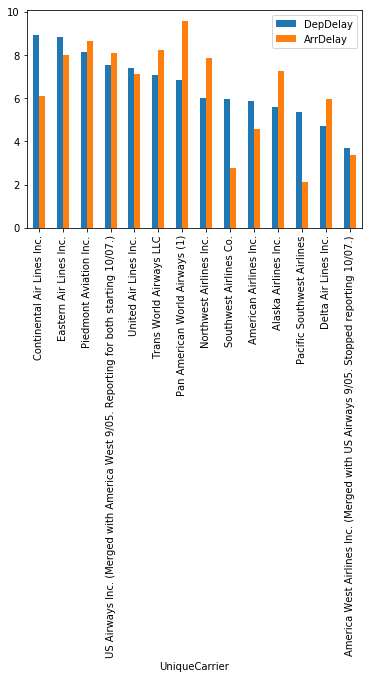 DepDelay
ArrDelay
10
8
6
4
2
0
Continental Air Lines Inc.
Eastern Air Lines Inc.
Piedmont Aviation Inc.
US Airways Inc. (Merged with America West 9/05. Reporting for both starting 10/07.)
United Air Lines Inc.
Trans World Airways LLC
Pan American World Airways (1)
Northwest Airlines Inc.
Southwest Airlines Co.
American Airlines Inc.
Alaska Airlines Inc.
Pacific Southwest Airlines
Delta Air Lines Inc.
America West Airlines Inc. (Merged with US Airways 9/05. Stopped reporting 10/07.)
UniqueCarrier